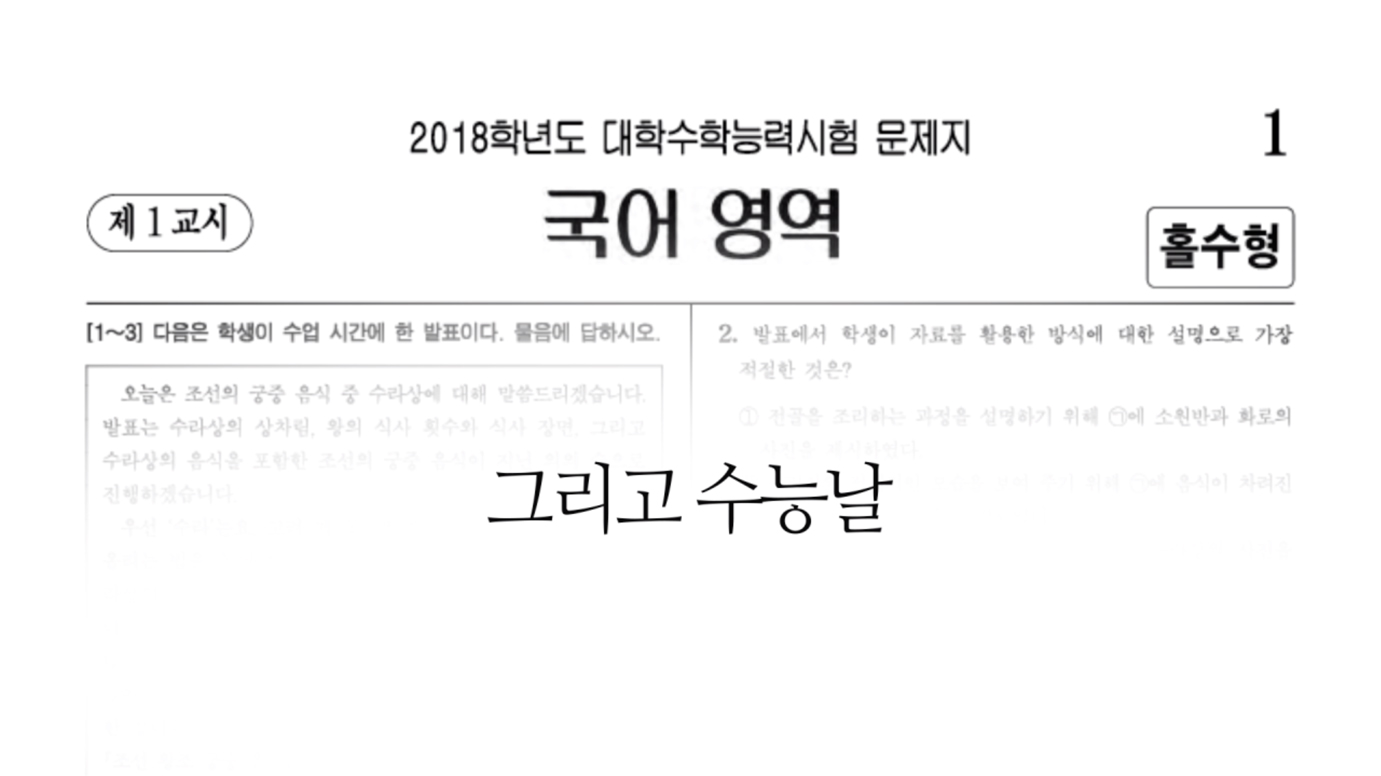 2018학년도 대학수학능력시험 문제지
1
제 1 교시
국어 영역
홀수형
[1~3] 다음은 학생이 수업 시간에 한 발표이다. 물음에 답하시오.
오늘은 조선의 궁중 음식 중 수라상에 대해 말씀드리겠습니다.
발표는 수라상의 상차림, 왕의 식사 횟수와 식사 장면, 그리고
수라상의 음식을 포함한 조선의 궁중 음식이
진행하겠습니다
우선
2. 발표에서 학생이 자료를 활용한 방식에 대한 설명으로 가장
적절한 것은?
① 전골을 조리하는 과정을 설명하기 위해 ㉠에 소원반과 화로의
사진을 제시하였다
위해 ㉡에 음식이 차려진
그리고 수능날